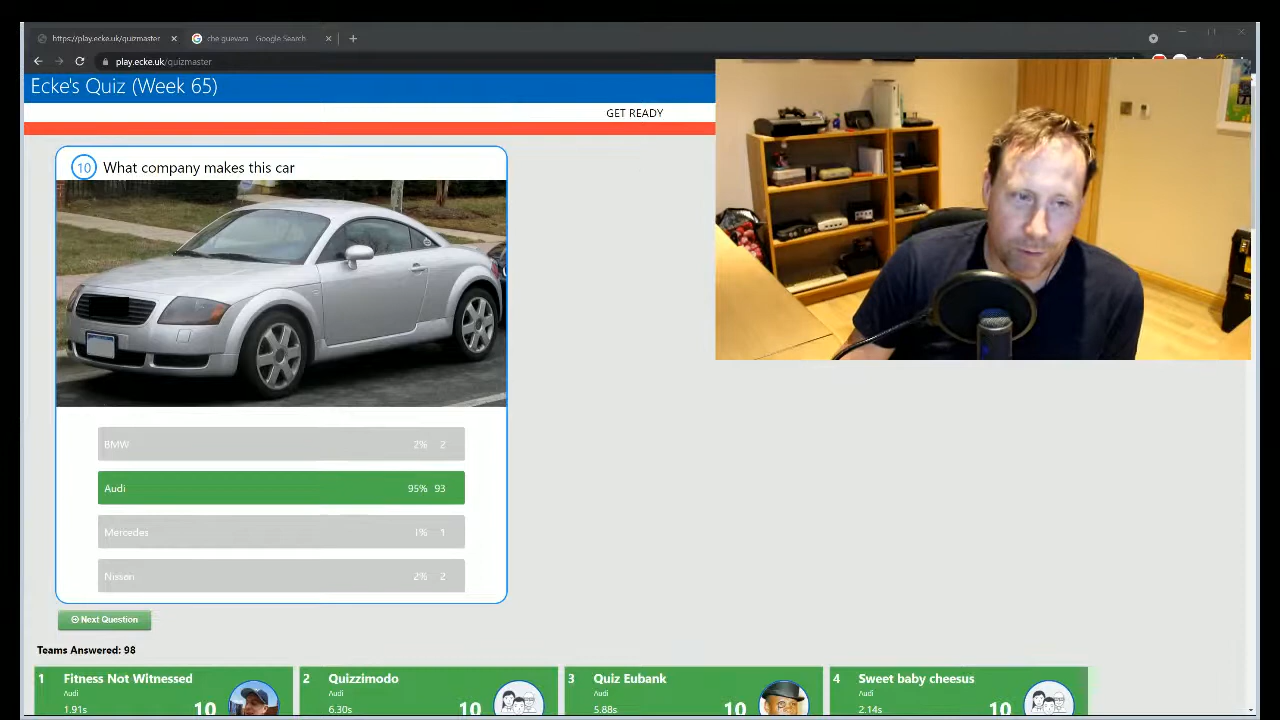 https://play.ecke.uk/quizmaster
che guevara - Google Search
play.ecke.uk/quizmaster
Ecke's Quiz (Week 65)
GET READY
10 What company makes this car
BMW 2% 2
Audi 95% 93
Mercedes 1% 1
Nissan 2% 2
Next Question
Teams Answered: 98
1 Fitness Not Witnessed
Audi
1.91s 10
2 Quizzimodo
Audi
6.30s 10
3 Quiz Eubank
Audi
5.88s 10
4 Sweet baby cheesus
Audi
2.14s 10